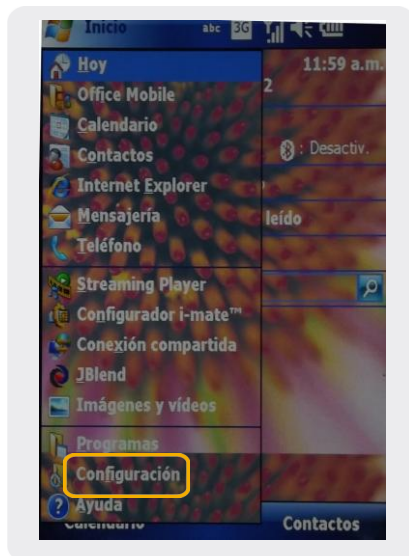 Inicio abc 3G
Hoy 11:59 a.m.
Office Mobile 2
Calendario
Contactos : Desactiv.
Internet Explorer
Mensajería leído
Teléfono
Streaming Player
Configurador i-mate™
Conexión compartida
JBlend
Imágenes y vídeos
Programas
Configuración
Ayuda
Calendario Contactos